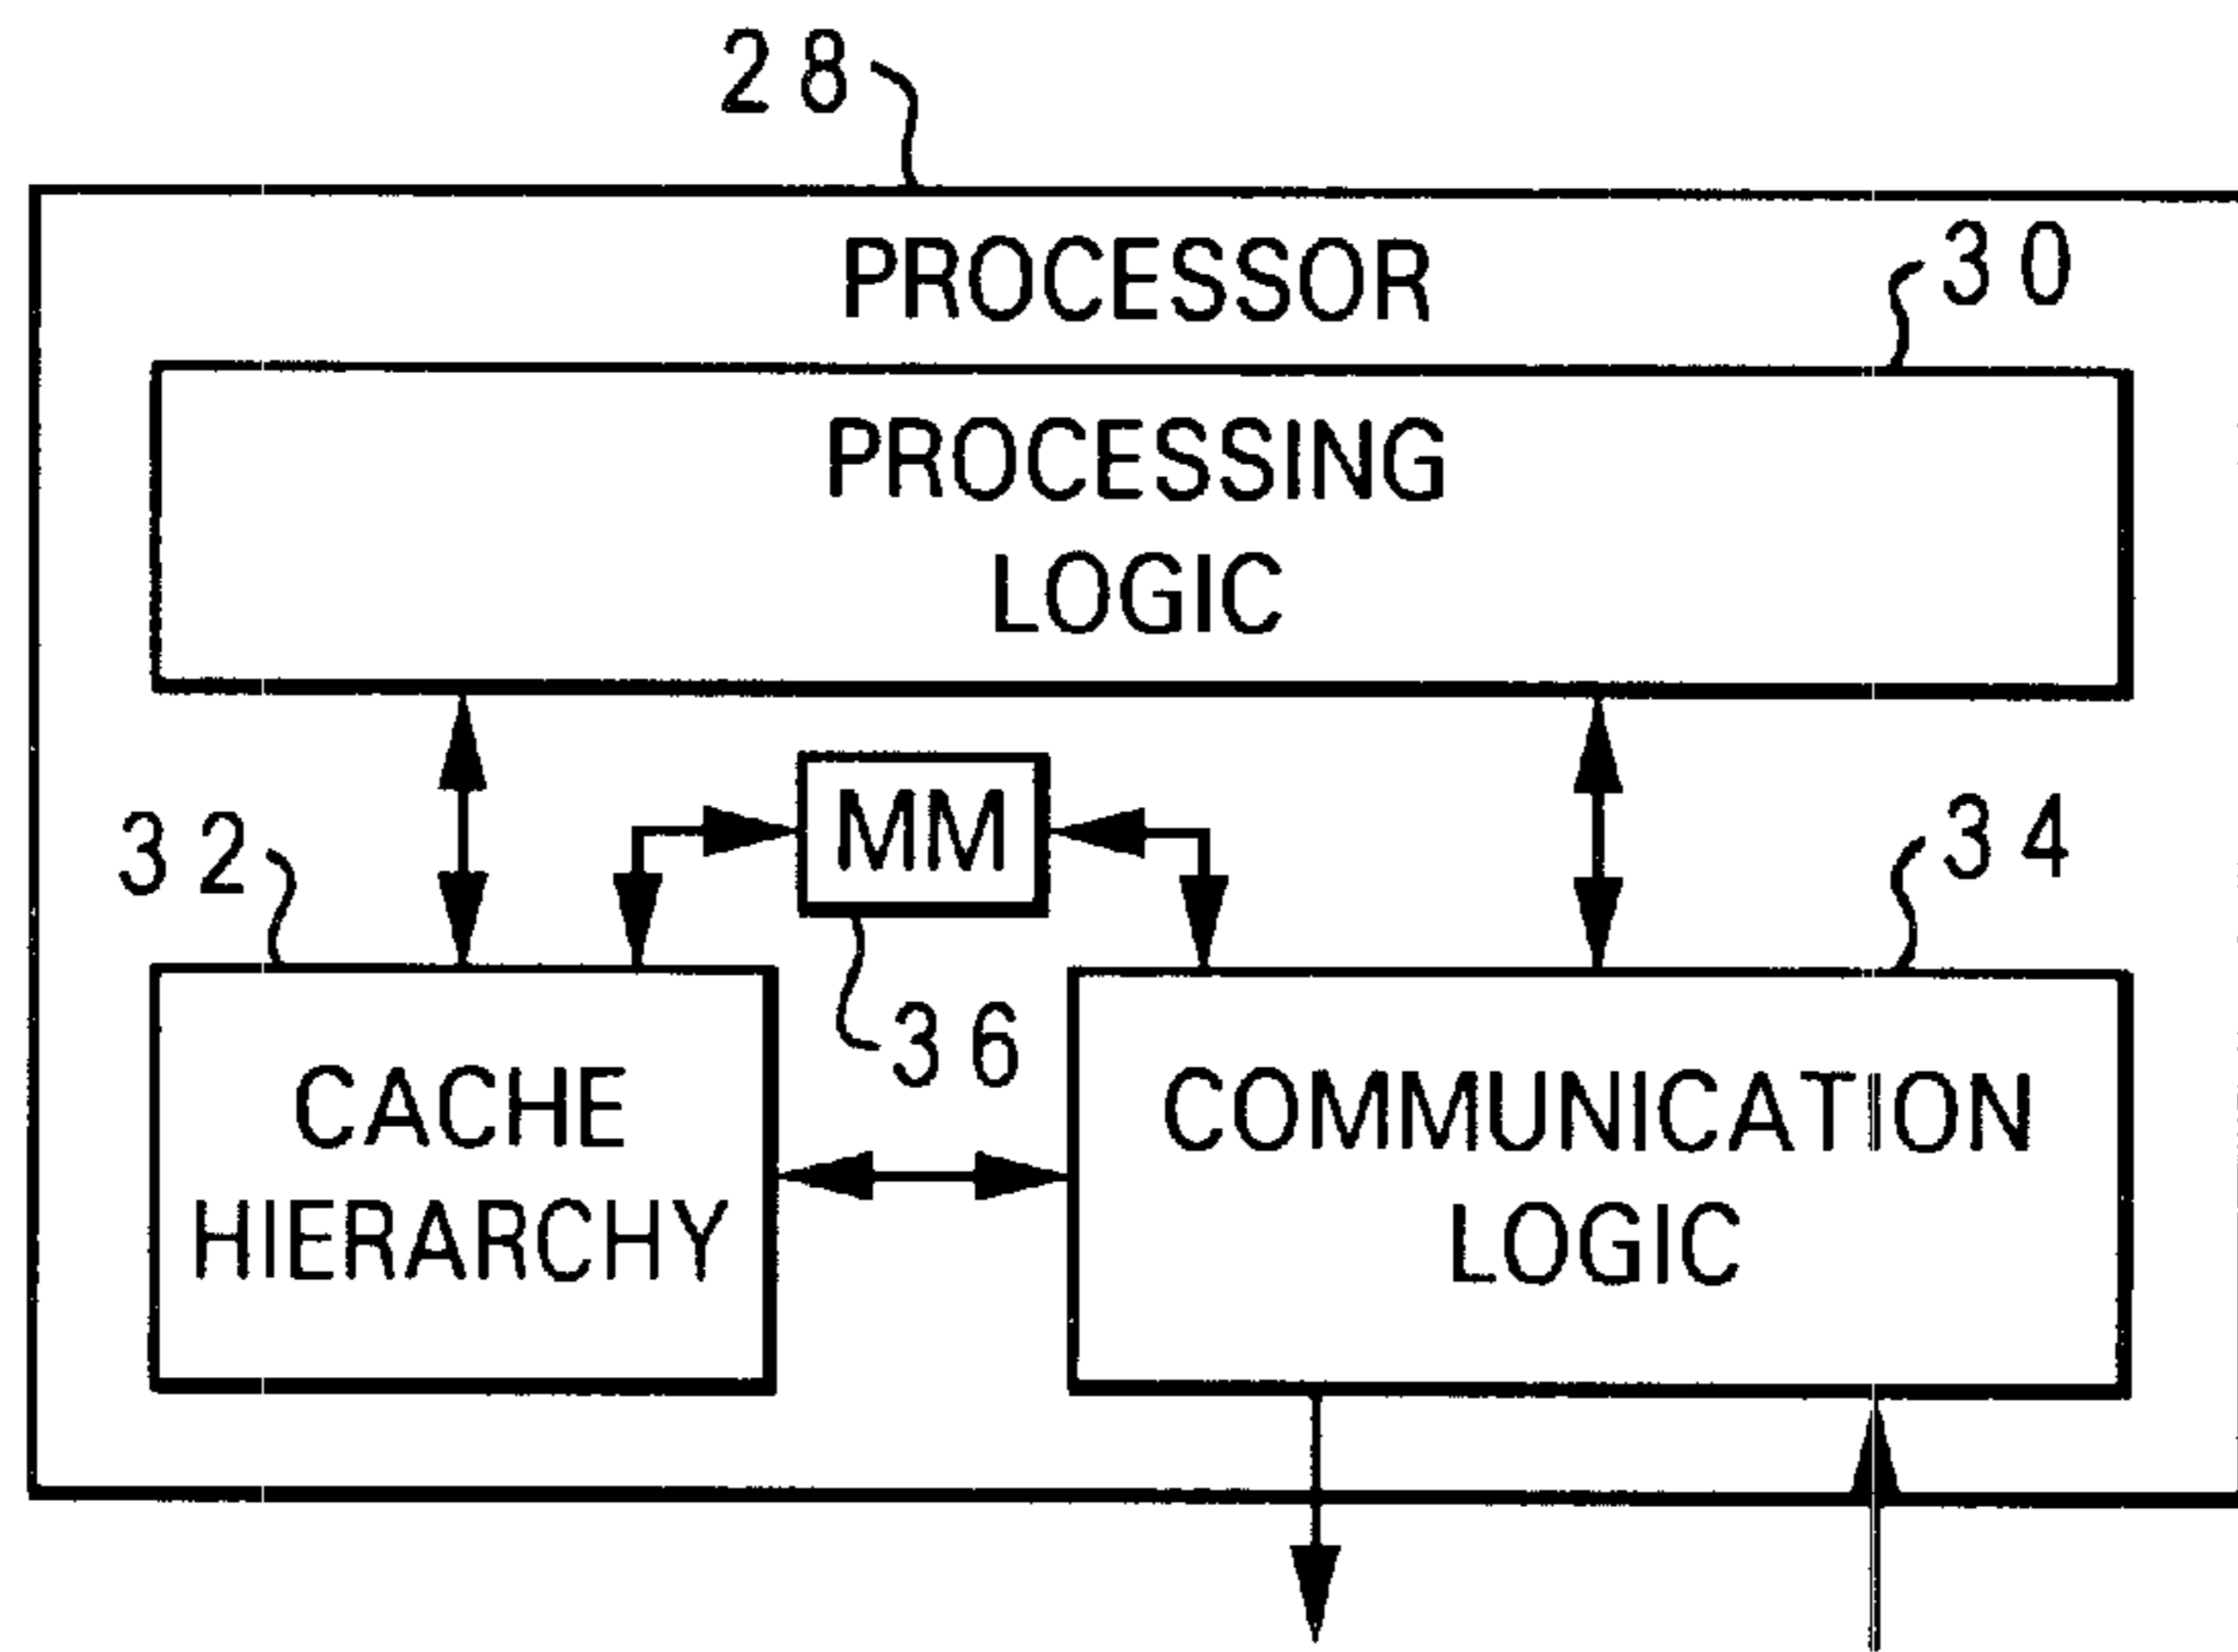 28
PROCESSOR
30
PROCESSING
LOGIC
MM
32
34
36
CACHE
HIERARCHY
COMMUNICATION
LOGIC